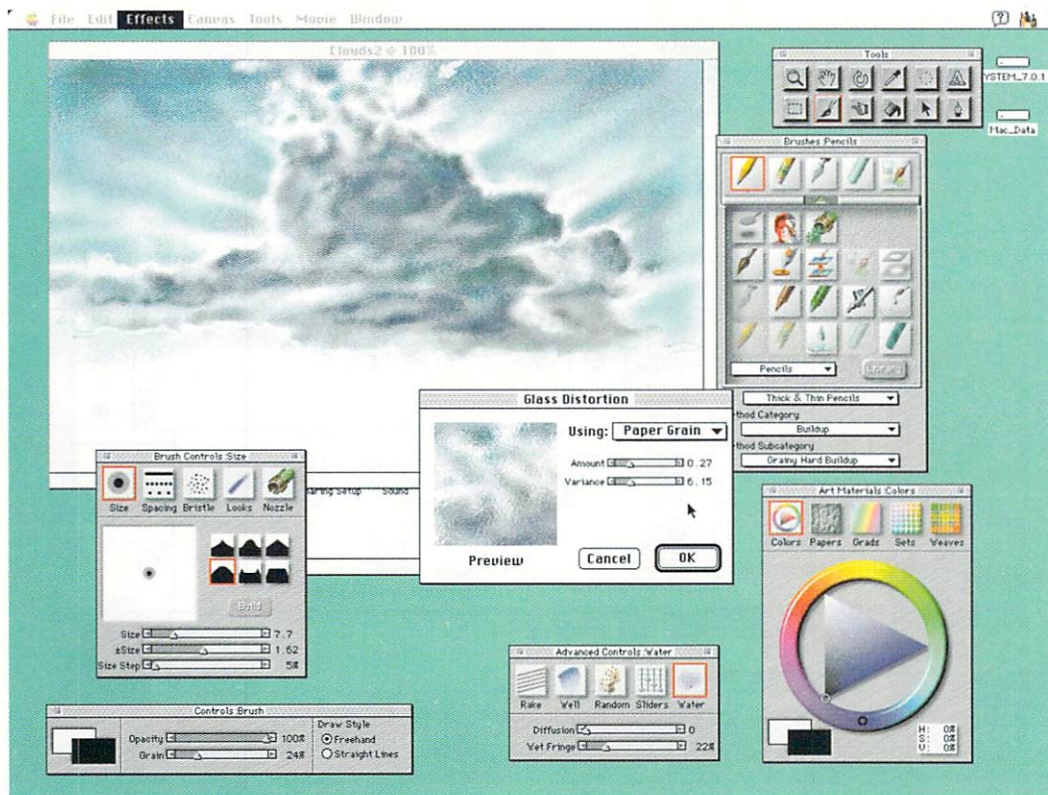 File Edit Effects Canvas Tools Movie Window
Clouds2 @ 100%
Tools
YSTEM_7.0.1
Mac_Data
Brushes:Pencils
Pencils
Library
Thick & Thin Pencils
thod Category
Buildup
thod Subcategory
Grainy Hard Buildup
Glass Distortion
Using: Paper Grain
Amount 0.27
Variance 6.15
Preview
Cancel OK
haring Setup Sound
Brush Controls:Size
Size Spacing Bristle Looks Nozzle
Build
Size 7.7
±Size 1.62
Size Step 5%
Art Materials:Colors
Colors Papers Grads Sets Weaves
H: 0%
S: 0%
V: 0%
Advanced Controls:Water
Rake Well Random Sliders Water
Diffusion 0
Wet Fringe 22%
Controls:Brush
Opacity 100%
Grain 24%
Draw Style
Freehand
Straight Lines